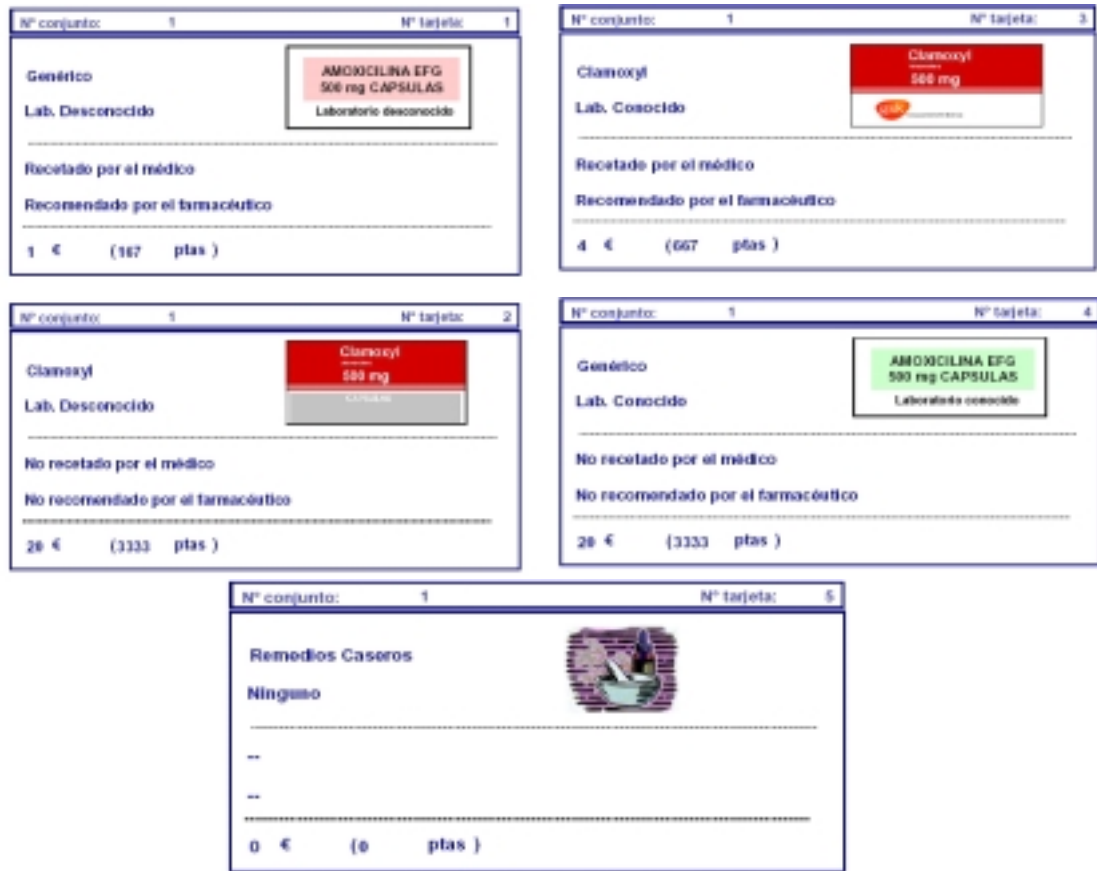 Nº conjunto: 1 Nº tarjeta: 1
Genérico
Lab. Desconocido
AMOXICILINA EFG
500 mg CAPSULAS
Laboratorio desconocido
Recetado por el médico
Recomendado por el farmacéutico
1 € (167 ptas )
Nº conjunto: 1 Nº tarjeta: 3
Clamoxyl
Lab. Conocido
Clamoxyl
500 mg
gsk
Recetado por el médico
Recomendado por el farmacéutico
4 € (667 ptas )
Nº conjunto: 1 Nº tarjeta: 2
Clamoxyl
Lab. Desconocido
Clamoxyl
500 mg
CAPSULAS
No recetado por el médico
No recomendado por el farmacéutico
20 € (3333 ptas )
Nº conjunto: 1 Nº tarjeta: 4
Genérico
Lab. Conocido
AMOXICILINA EFG
500 mg CAPSULAS
Laboratorio conocido
No recetado por el médico
No recomendado por el farmacéutico
20 € (3333 ptas )
Nº conjunto: 1 Nº tarjeta: 5
Remedios Caseros
Ninguno
--
--
0 € (0 ptas )